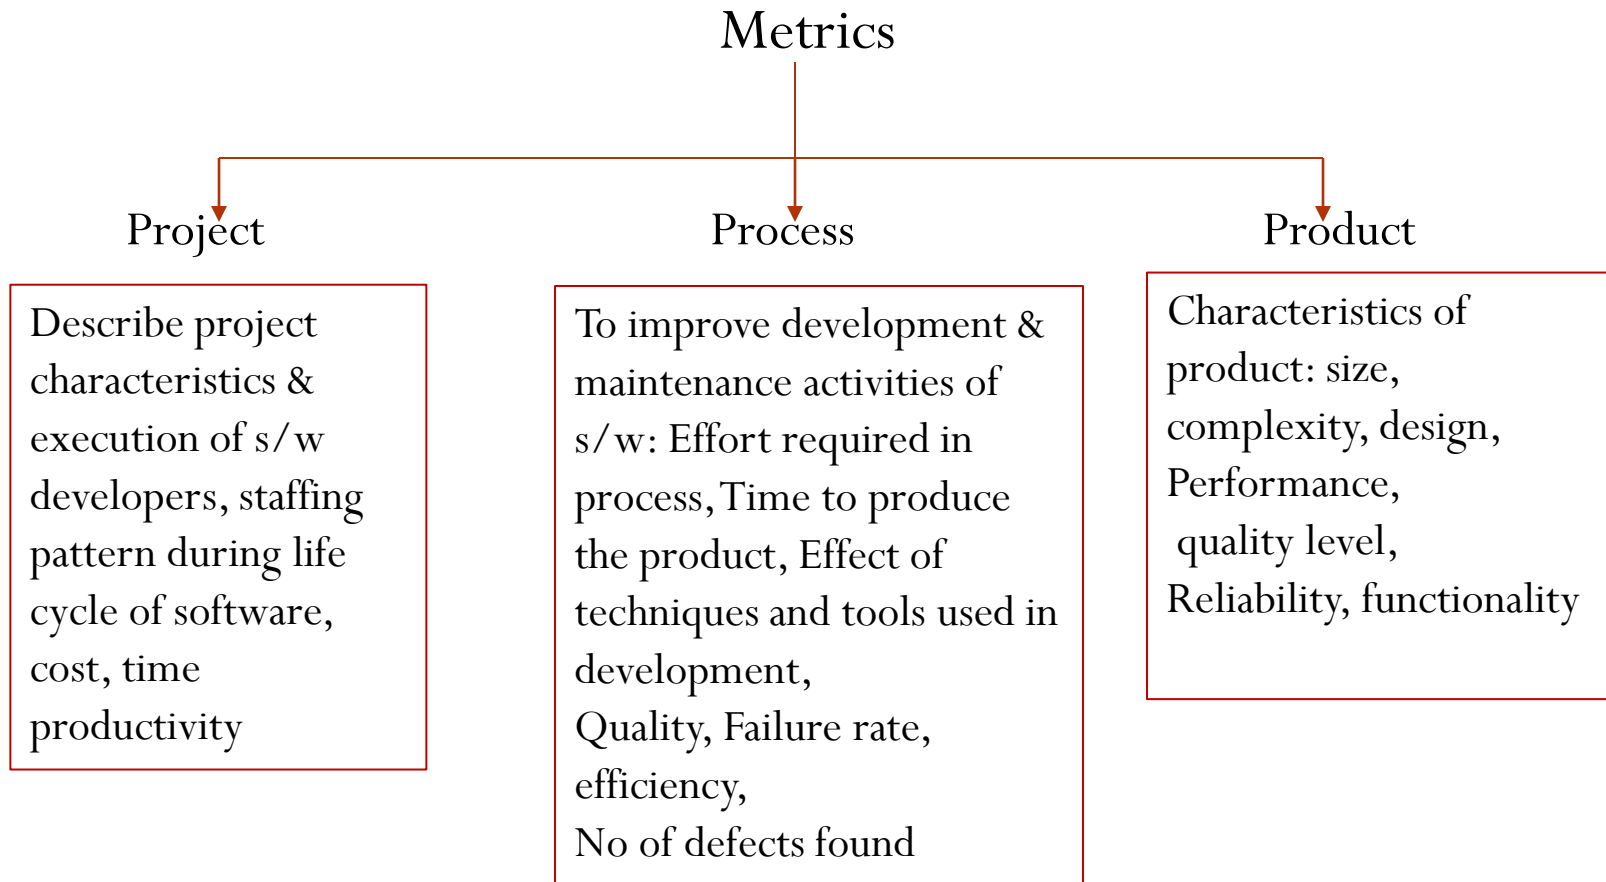 Metrics
Project
Process
Product
Describe project
characteristics &
execution of s/w
developers, staffing
pattern during life
cycle of software,
cost, time
productivity
To improve development &
maintenance activities of
s/w: Effort required in
process, Time to produce
the product, Effect of
techniques and tools used in
development,
Quality, Failure rate,
efficiency,
No of defects found
Characteristics of
product: size,
complexity, design,
Performance,
quality level,
Reliability, functionality